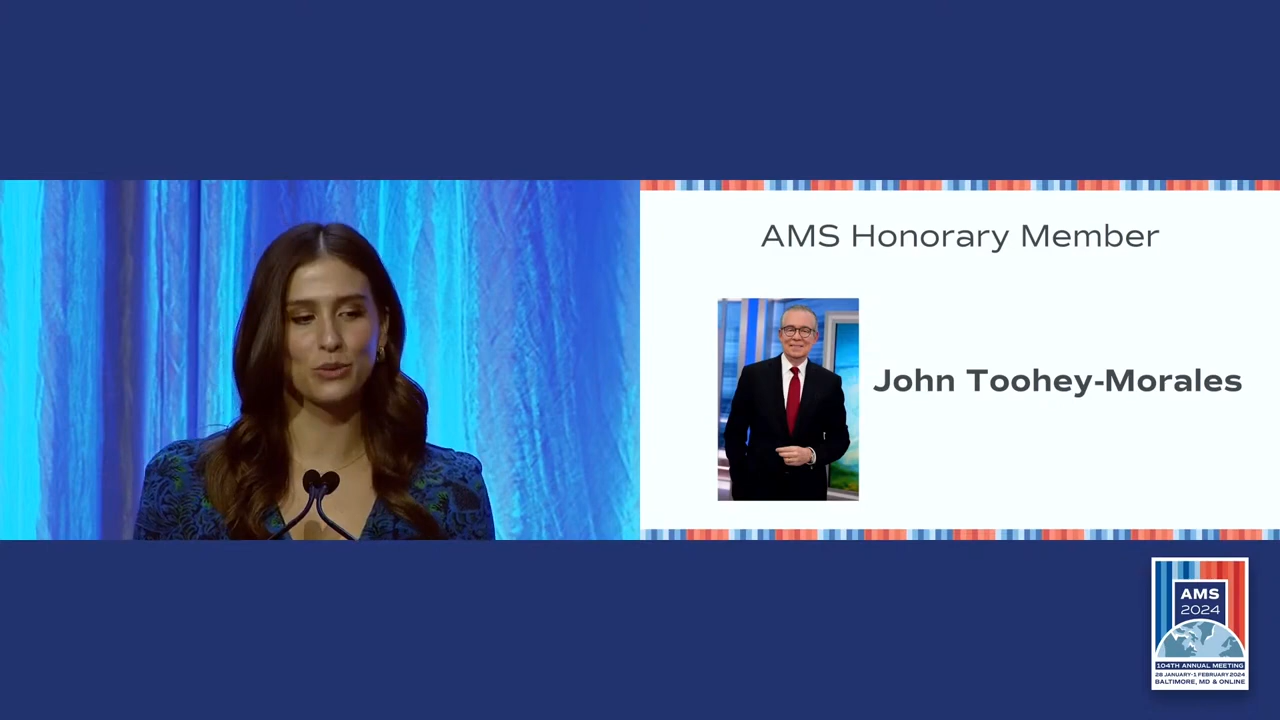 AMS Honorary Member
John Toohey-Morales
AMS
2024
104TH ANNUAL MEETING
28 JANUARY-1 FEBRUARY 2024
BALTIMORE, MD & ONLINE